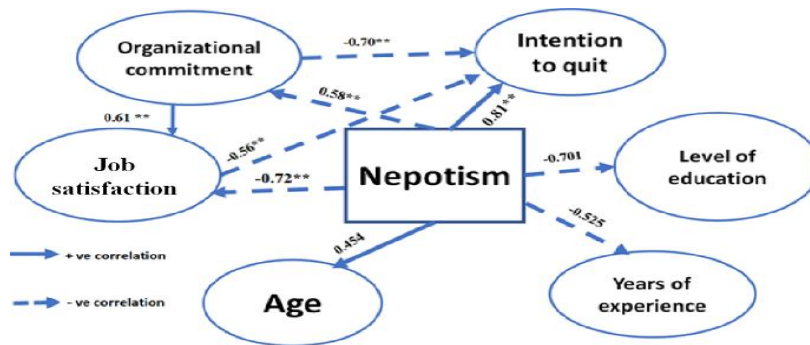 Organizational
commitment
-0.70**
Intention
to quit
0.61 **
0.58**
0.81**
-0.56**
Job
satisfaction
-0.72**
Nepotism
-0.701
Level of
education
-0.525
+ ve correlation
0.454
Age
Years of
experience
- ve correlation